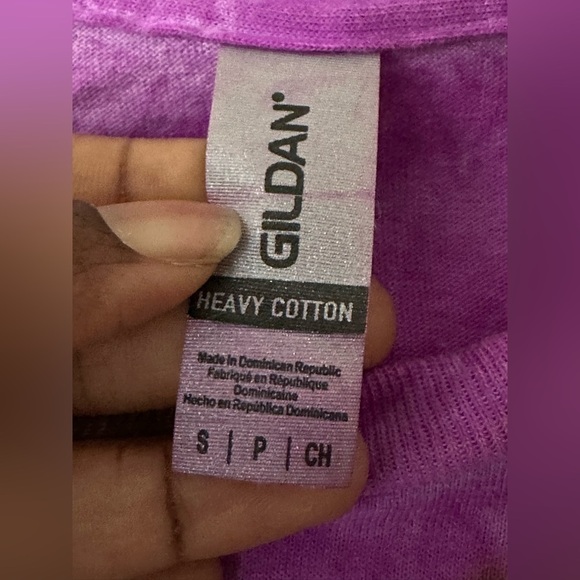 GILDAN
HEAVY COTTON
Made in Dominican Republic
Fabriqué en République
Dominicaine
Hecho en República Dominicana
S | P | CH